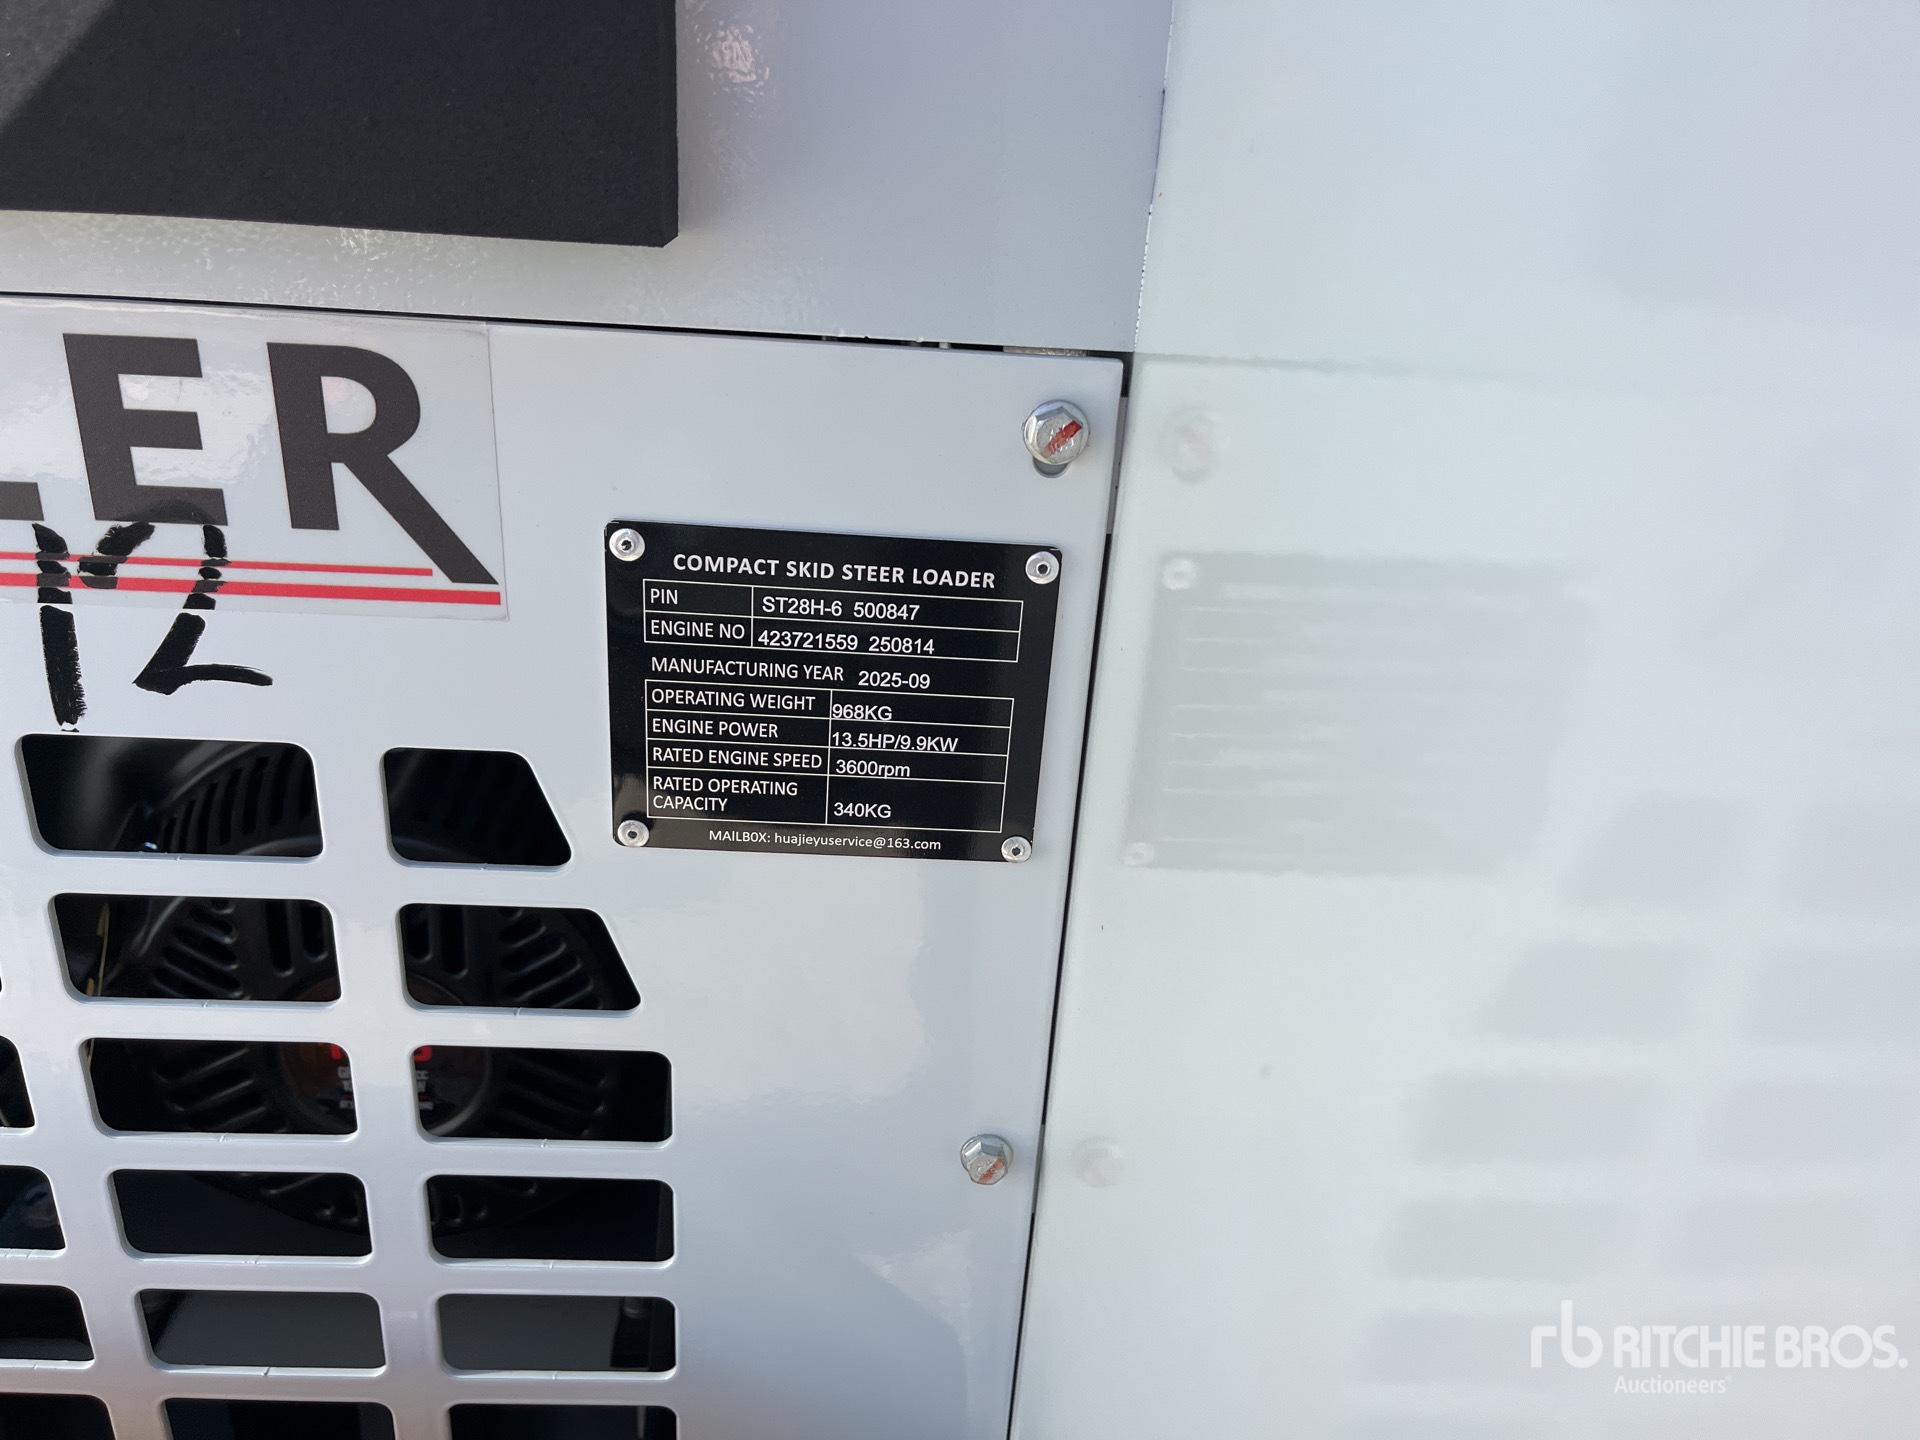 LER
12
COMPACT SKID STEER LOADER
PIN ST28H-6 500847
ENGINE NO 423721559 250814
MANUFACTURING YEAR 2025-09
OPERATING WEIGHT 968KG
ENGINE POWER 13.5HP/9.9KW
RATED ENGINE SPEED 3600rpm
RATED OPERATING
CAPACITY 340KG
MAILBOX: huajieyuservice@163.com
rb RITCHIE BROS.
Auctioneers